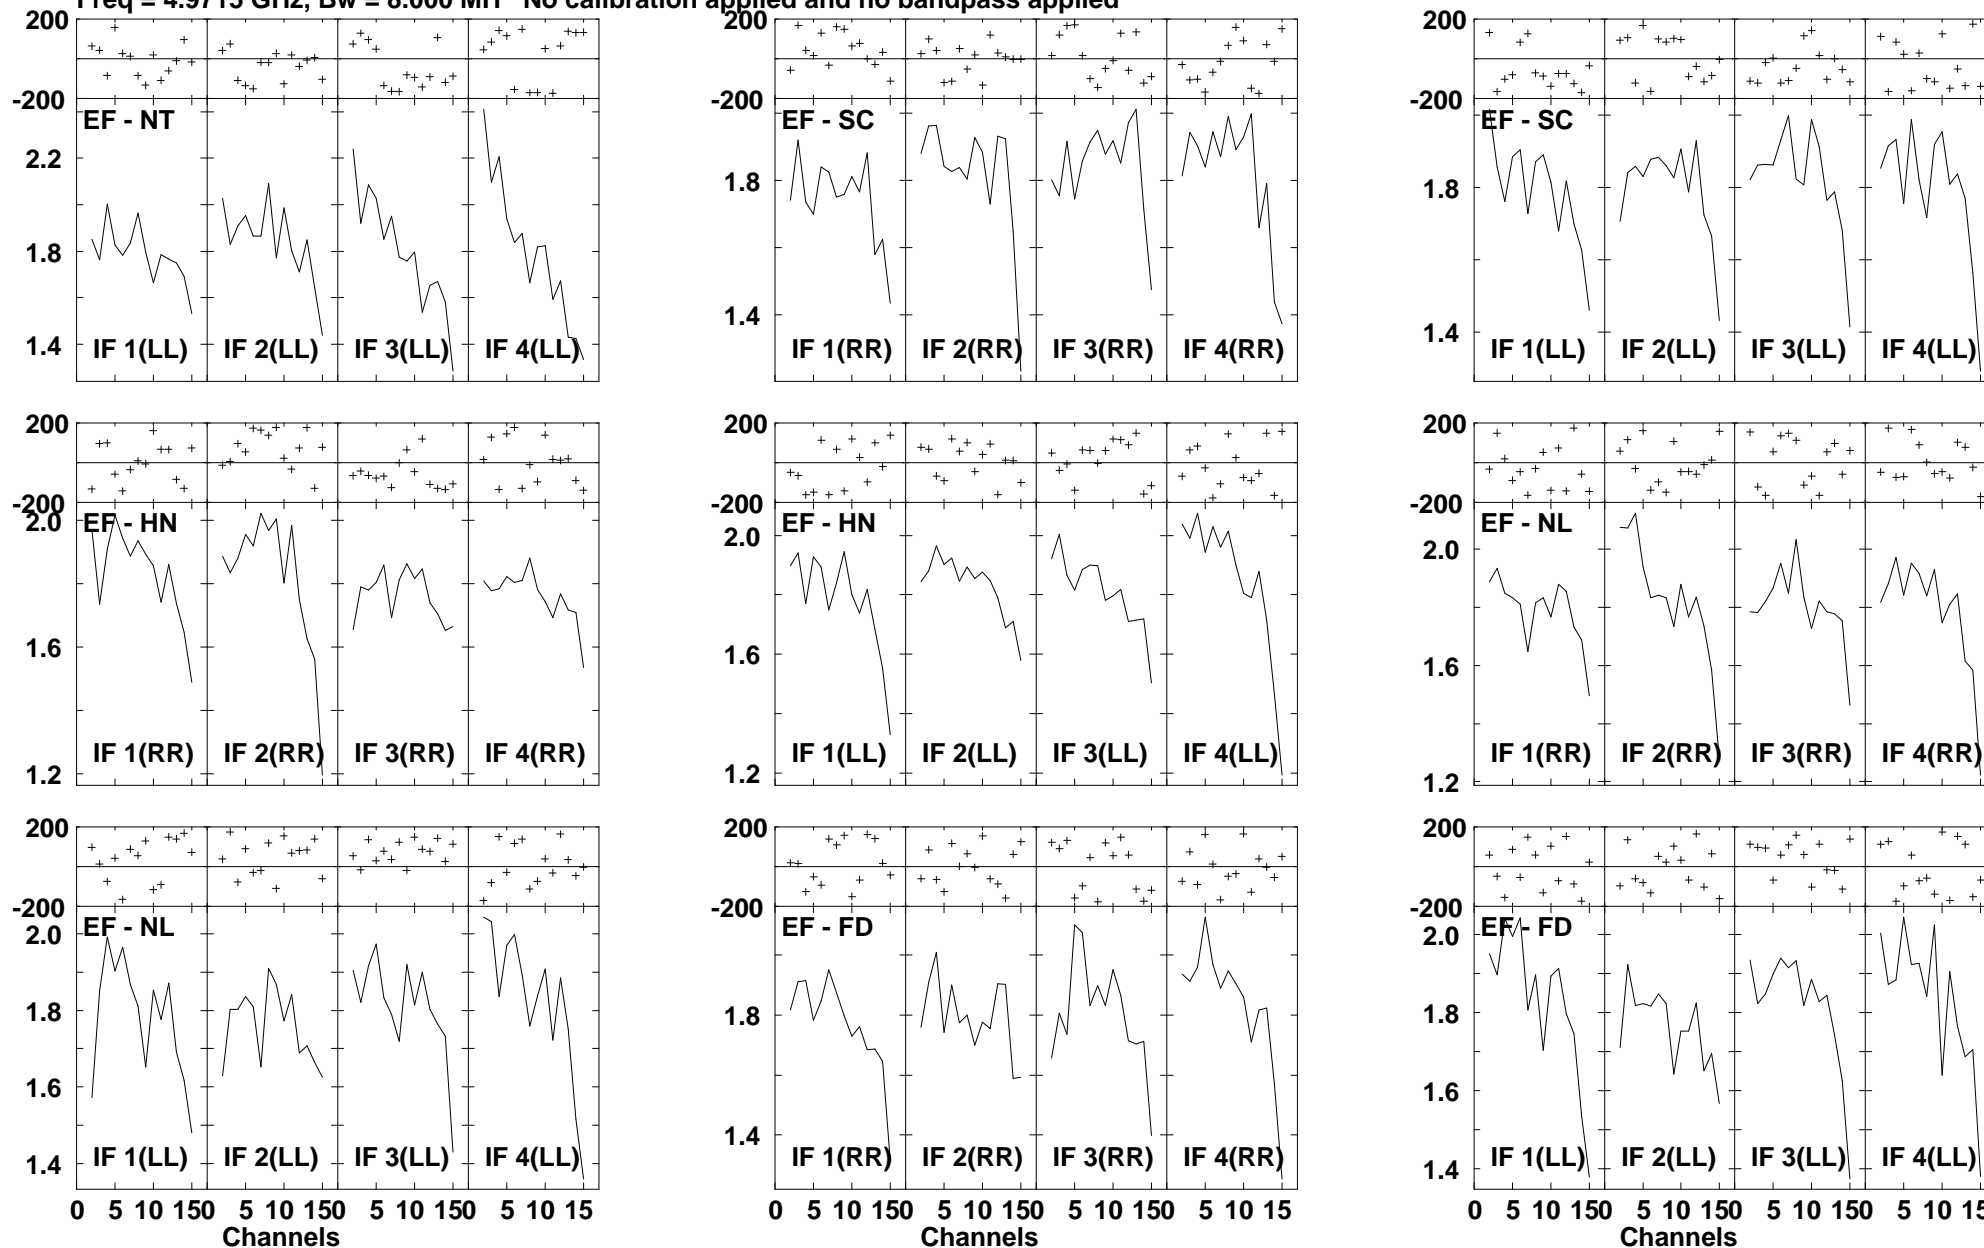 Freq = 4.9715 GHz, Bw = 8.000 MH No calibration applied and no bandpass applied
200 200 200
-200 -200 -200
EF - NT EF - SC EF - SC
2.2 1.8 1.8
1.8 1.4 1.4
1.4
IF 1(LL) IF 2(LL) IF 3(LL) IF 4(LL) IF 1(RR) IF 2(RR) IF 3(RR) IF 4(RR) IF 1(LL) IF 2(LL) IF 3(LL) IF 4(LL)
200 200 200
-200 -200 -200
EF - HN EF - HN EF - NL
2.0 2.0 2.0
1.6 1.6 1.6
IF 1(RR) IF 2(RR) IF 3(RR) IF 4(RR) IF 1(LL) IF 2(LL) IF 3(LL) IF 4(LL) IF 1(RR) IF 2(RR) IF 3(RR) IF 4(RR)
1.2 1.2 1.2
200 200 200
-200 -200 -200
EF - NL EF - FD EF - FD
2.0 1.8 2.0
1.8 1.4 1.8
1.6 1.6
1.4 1.4
IF 1(LL) IF 2(LL) IF 3(LL) IF 4(LL) IF 1(RR) IF 2(RR) IF 3(RR) IF 4(RR) IF 1(LL) IF 2(LL) IF 3(LL) IF 4(LL)
0 5 10 150 5 10 150 5 10 150 5 10 15 0 5 10 150 5 10 150 5 10 150 5 10 15 0 5 10 150 5 10 150 5 10 150 5 10 15
Channels Channels Channels